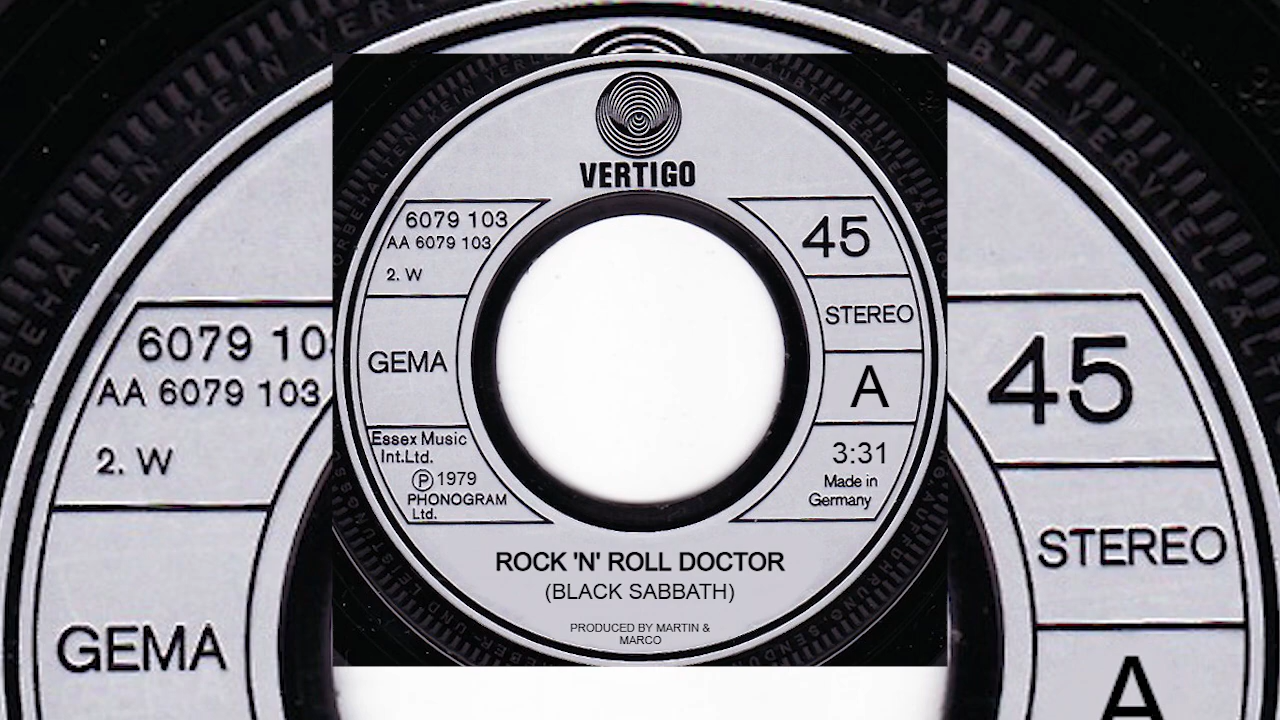 VERTIGO
6079 103
AA 6079 103
2. W
GEMA
Essex Music
Int.Ltd.
Ⓟ 1979
PHONOGRAM
Ltd.
45
STEREO
A
3:31
Made in
Germany
ROCK 'N' ROLL DOCTOR
(BLACK SABBATH)
PRODUCED BY MARTIN &
MARCO
6079 10
AA 6079 103
2. W
GEMA
45
STEREO
A